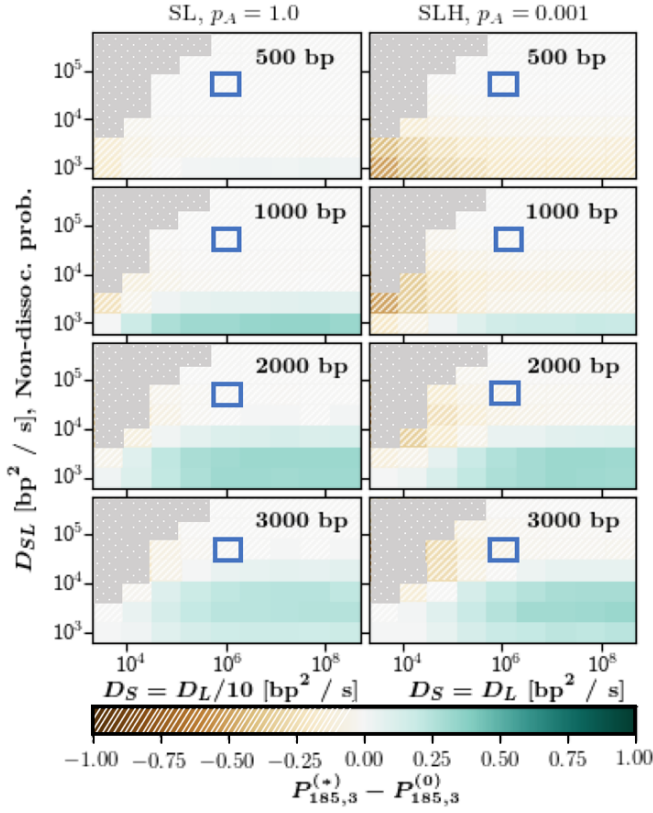 SL, p_A = 1.0
SLH, p_A = 0.001
500 bp
500 bp
10^5
10^4
10^3
1000 bp
1000 bp
10^5
10^4
10^3
2000 bp
2000 bp
10^5
10^4
10^3
3000 bp
3000 bp
10^5
10^4
10^3
D_{SL} [bp^2 / s], Non-dissoc. prob.
10^4 10^6 10^8
10^4 10^6 10^8
D_S = D_L/10 [bp^2 / s]
D_S = D_L [bp^2 / s]
−1.00 −0.75 −0.50 −0.25 0.00 0.25 0.50 0.75 1.00
P_{185,3}^{(*)} − P_{185,3}^{(0)}